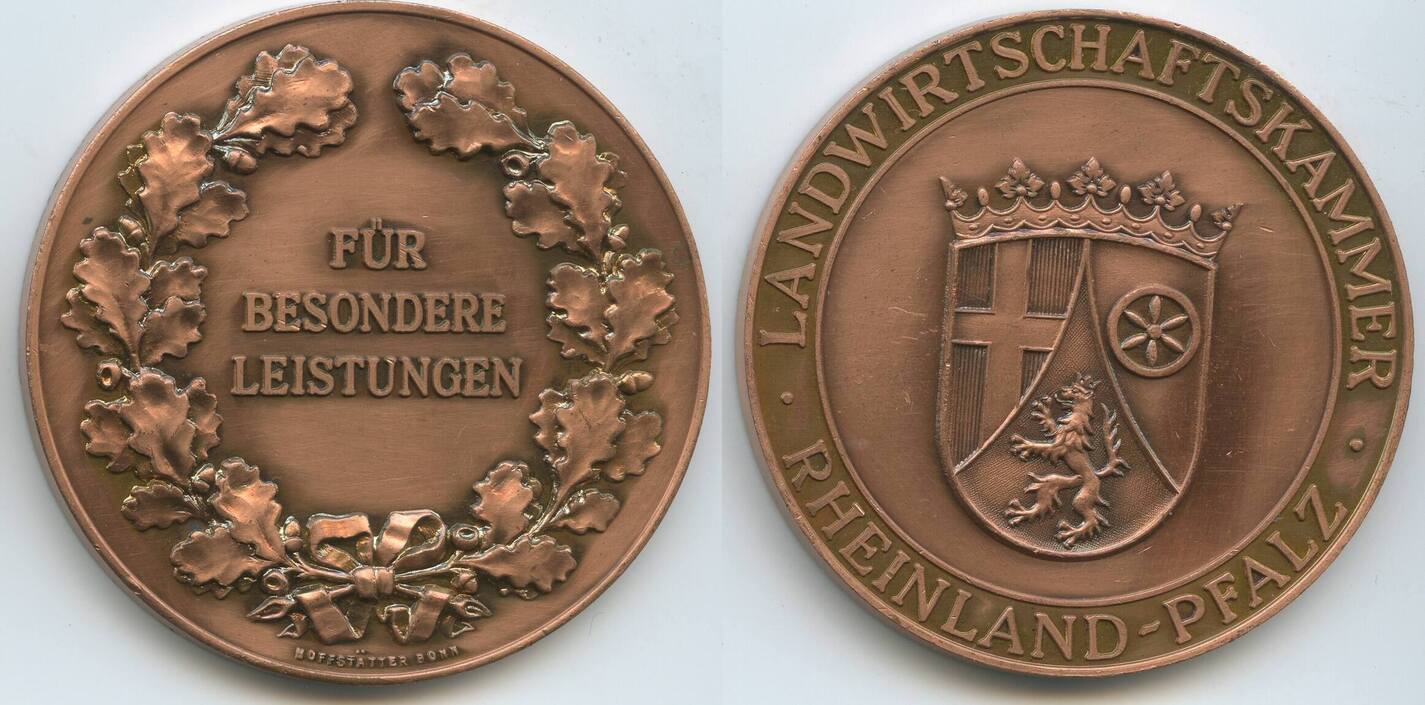 FÜR
BESONDERE
LEISTUNGEN
HOFFSTÄTTER BONN
· LANDWIRTSCHAFTSKAMMER ·
RHEINLAND-PFALZ